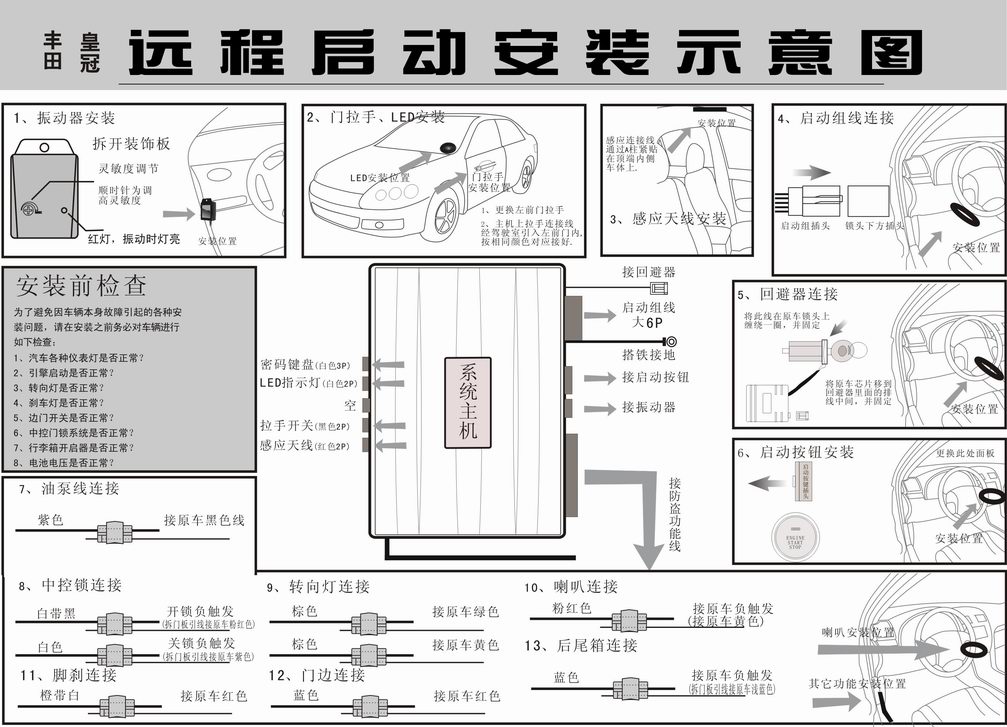 丰田 皇冠 远程启动安装示意图
1、振动器安装
拆开装饰板
灵敏度调节
顺时针为调
高灵敏度
红灯，振动时灯亮
安装位置
2、门拉手、LED安装
LED安装位置
门拉手
安装位置
1、更换左前门拉手
2、主机上拉手连接线
经驾驶室引入左前门内，
按相同颜色对应接好.
安装位置
感应连接线
通过A柱紧贴
在顶端内侧
车体上.
3、感应天线安装
4、启动组线连接
启动组插头
锁头下方插头
安装位置
安装前检查
为了避免因车辆本身故障引起的各种安
装问题，请在安装之前务必对车辆进行
如下检查：
1、汽车各种仪表灯是否正常？
2、引擎启动是否正常？
3、转向灯是否正常？
4、刹车灯是否正常？
5、边门开关是否正常？
6、中控门锁系统是否正常？
7、行李箱开启器是否正常？
8、电池电压是否正常？
密码键盘(白色3P)
LED指示灯(白色2P)
空
拉手开关(黑色2P)
感应天线(红色2P)
系统主机
接回避器
启动组线
大6P
搭铁接地
接启动按钮
接振动器
接防盗功能线
5、回避器连接
将此线在原车锁头上
缠绕一圈，并固定
将原车芯片移到
回避器里面的排
线中间，并固定
安装位置
6、启动按钮安装
更换此处面板
启动按键插头
ENGINE
START
STOP
安装位置
7、油泵线连接
紫色
接原车黑色线
8、中控锁连接
白带黑
开锁负触发
(拆门板引线接原车粉红色)
白色
关锁负触发
(拆门板引线接原车紫色)
9、转向灯连接
棕色
接原车绿色
棕色
接原车黄色
10、喇叭连接
粉红色
接原车负触发
(接原车黄色)
11、脚刹连接
橙带白
接原车红色
12、门边连接
蓝色
接原车红色
13、后尾箱连接
蓝色
接原车负触发
(拆门板引线接原车浅蓝色)
喇叭安装位置
其它功能安装位置